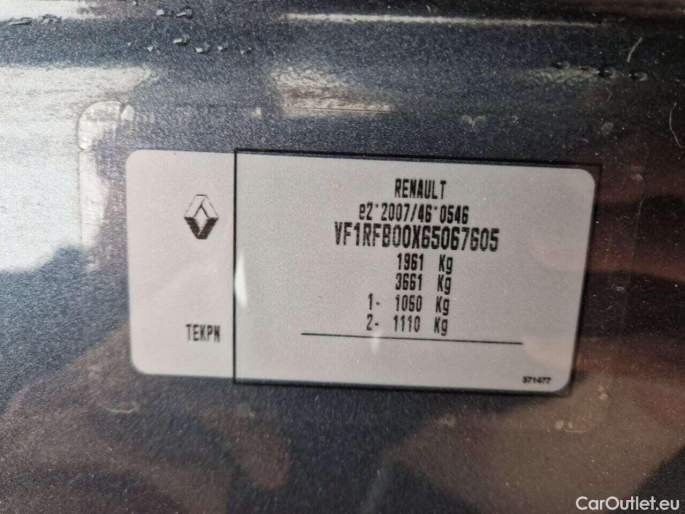 RENAULT
e2*2007/46*0546
VF1RFB00X65067605
1961 Kg
3661 Kg
1- 1060 Kg
2- 1110 Kg
TEKPN
571477
CarOutlet.eu